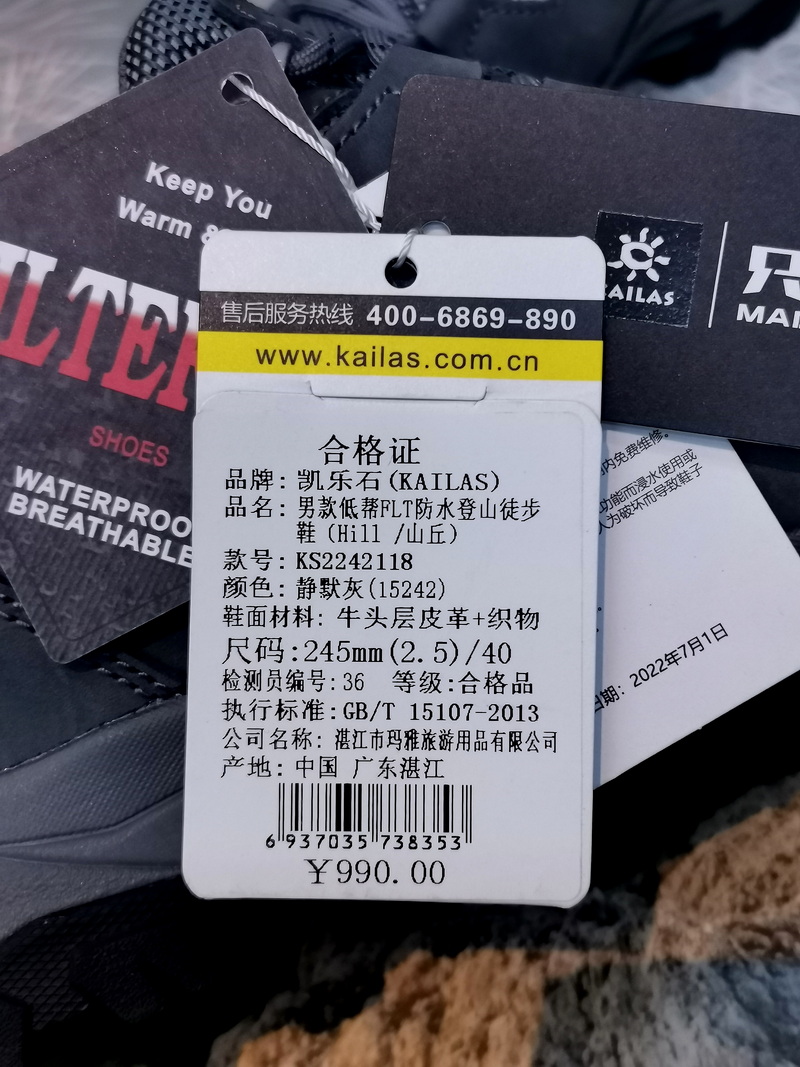 Keep You
Warm &
SHOES
WATERPROO
BREATHABLE
KAILAS
售后服务热线 400-6869-890
www.kailas.com.cn
合格证
品牌: 凯乐石(KAILAS)
品名: 男款低帮FLT防水登山徒步
鞋(Hill /山丘)
款号: KS2242118
颜色: 静默灰(15242)
鞋面材料: 牛头层皮革+织物
尺码:245mm(2.5)/40
检测员编号:36 等级:合格品
执行标准:GB/T 15107-2013
公司名称: 湛江市玛雅旅游用品有限公司
产地: 中国 广东湛江
6 937035 738353
￥990.00
内免费维修。
功能而浸水使用或
人为破坏而导致鞋子
日期: 2022年7月1日